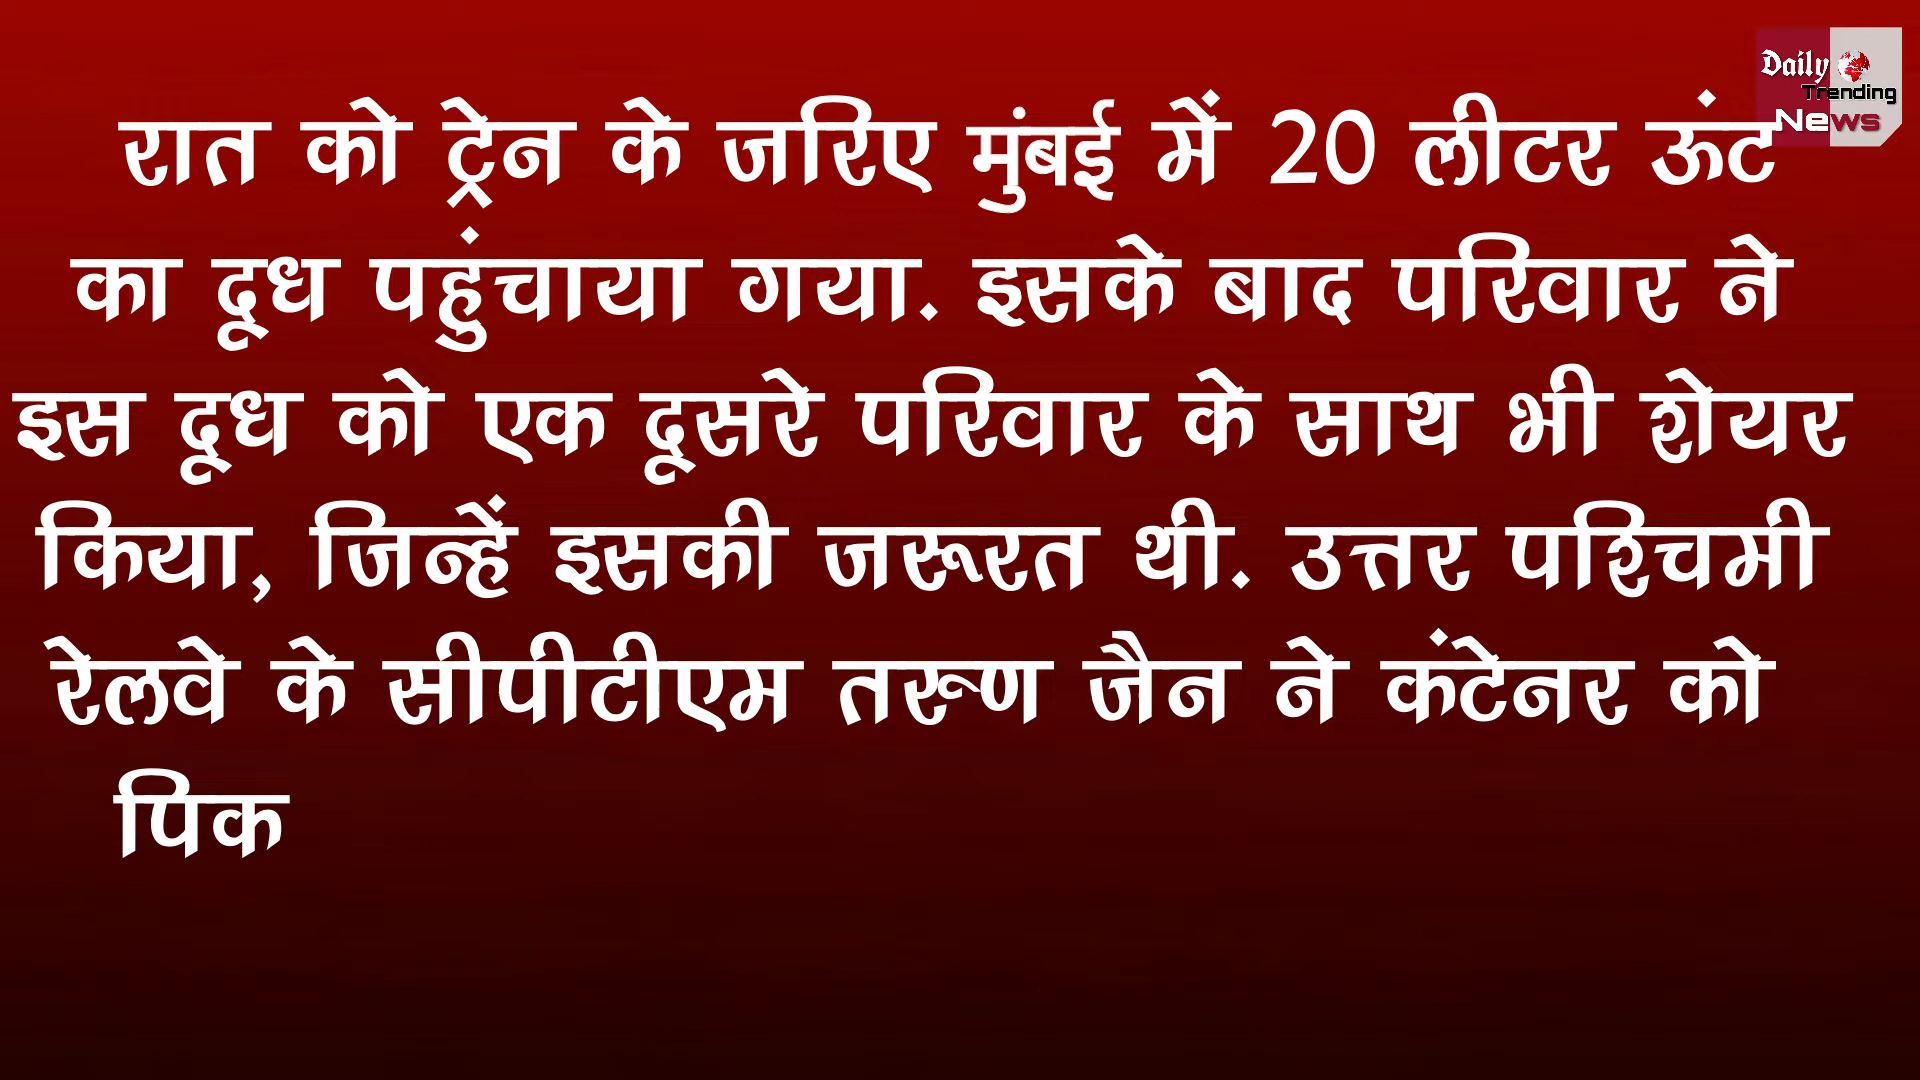 Daily
Trending
News
रात को ट्रेन के जरिए मुंबई में 20 लीटर ऊंट
का दूध पहुंचाया गया. इसके बाद परिवार ने
इस दूध को एक दूसरे परिवार के साथ भी शेयर
किया, जिन्हें इसकी जरूरत थी. उत्तर पश्चिमी
रेलवे के सीपीटीएम तरूण जैन ने कंटेनर को
पिक